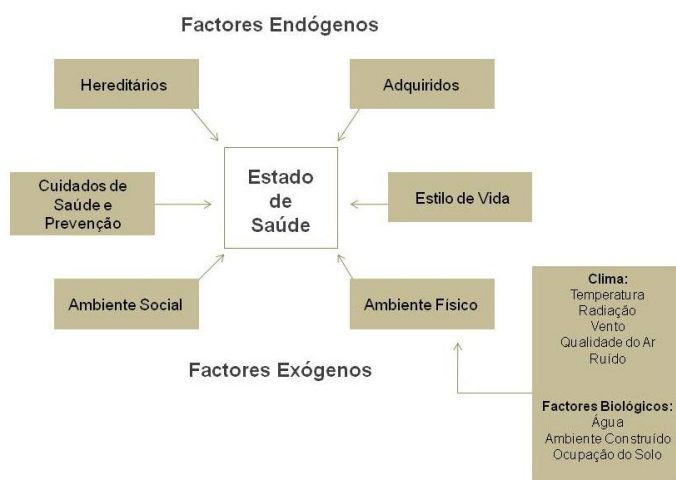 Factores Endógenos
Hereditários
Adquiridos
Cuidados de
Saúde e
Prevenção
Estado
de
Saúde
Estilo de Vida
Ambiente Social
Ambiente Físico
Factores Exógenos
Clima:
Temperatura
Radiação
Vento
Qualidade do Ar
Ruído
Factores Biológicos:
Água
Ambiente Construído
Ocupação do Solo